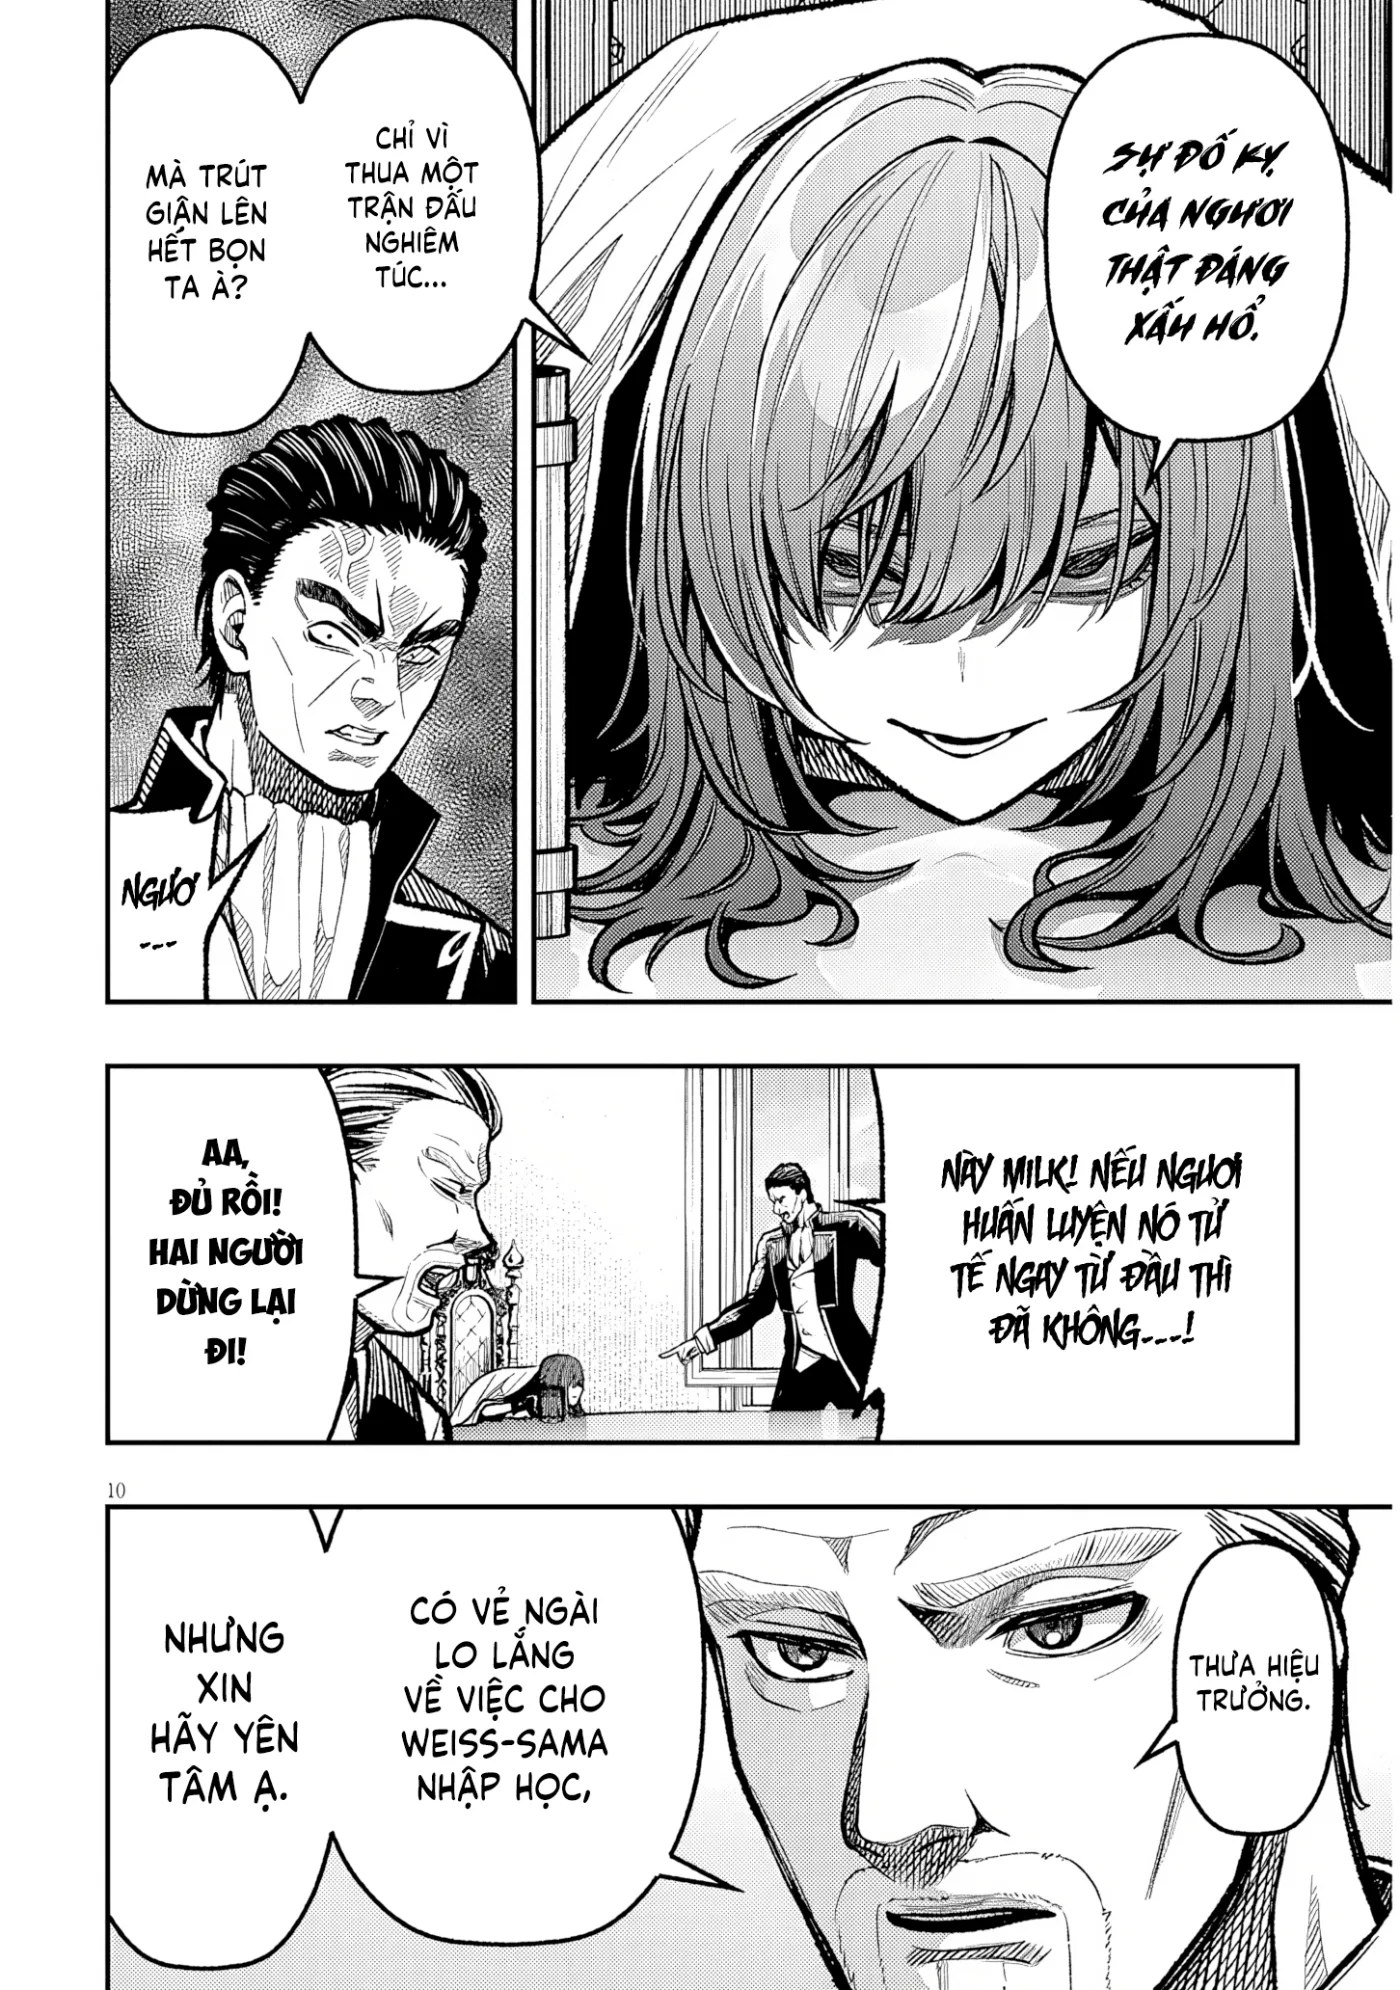 SỰ ĐỐ KỴ
CỦA NGƯƠI
THẬT ĐÁNG
XẤU HỔ.
CHỈ VÌ
THUA MỘT
TRẬN ĐẤU
NGHIÊM
TÚC...
MÀ TRÚT
GIẬN LÊN
HẾT BỌN
TA À?
NGƯƠ
...
NÀY MILK! NẾU NGƯƠI
HUẤN LUYỆN NÓ TỬ
TẾ NGAY TỪ ĐẦU THÌ
ĐÃ KHÔNG...!
AA,
ĐỦ RỒI!
HAI NGƯỜI
DỪNG LẠI
ĐI!
10
THƯA HIỆU
TRƯỞNG.
CÓ VẺ NGÀI
LO LẮNG
VỀ VIỆC CHO
WEISS-SAMA
NHẬP HỌC,
NHƯNG
XIN
HÃY YÊN
TÂM Ạ.